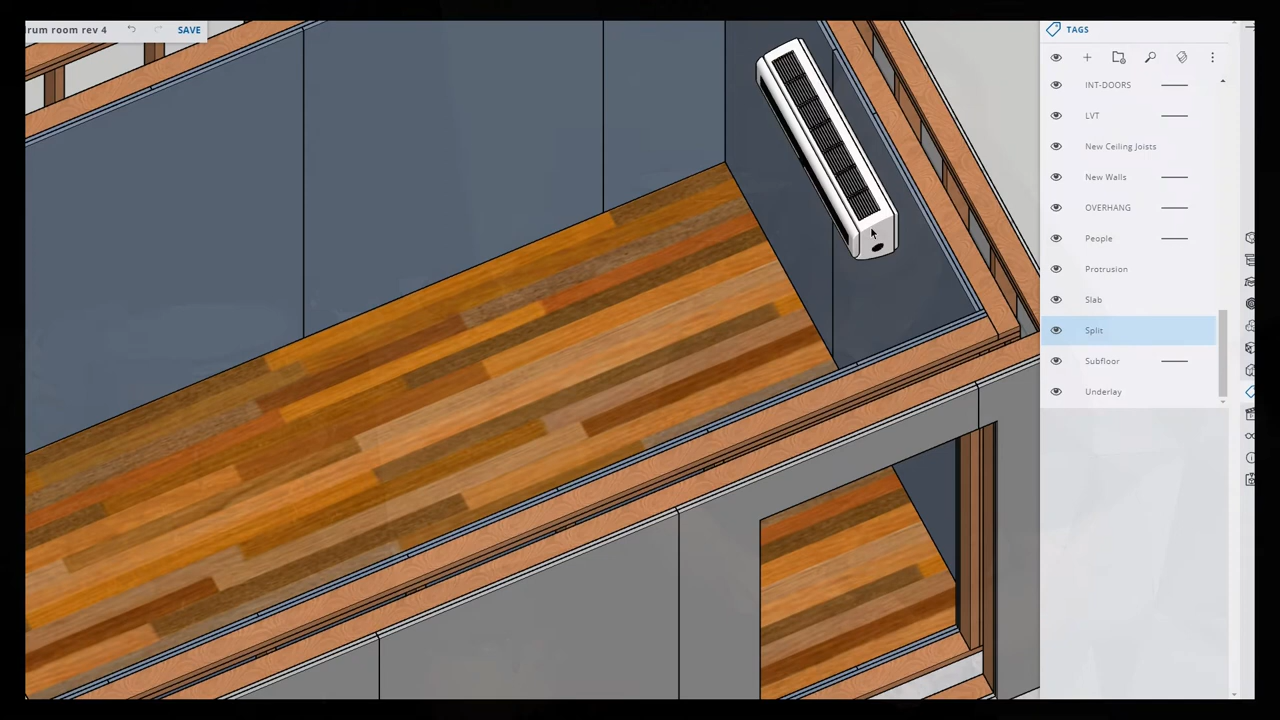 rum room rev 4
SAVE
TAGS
INT-DOORS
LVT
New Ceiling Joists
New Walls
OVERHANG
People
Protrusion
Slab
Split
Subfloor
Underlay